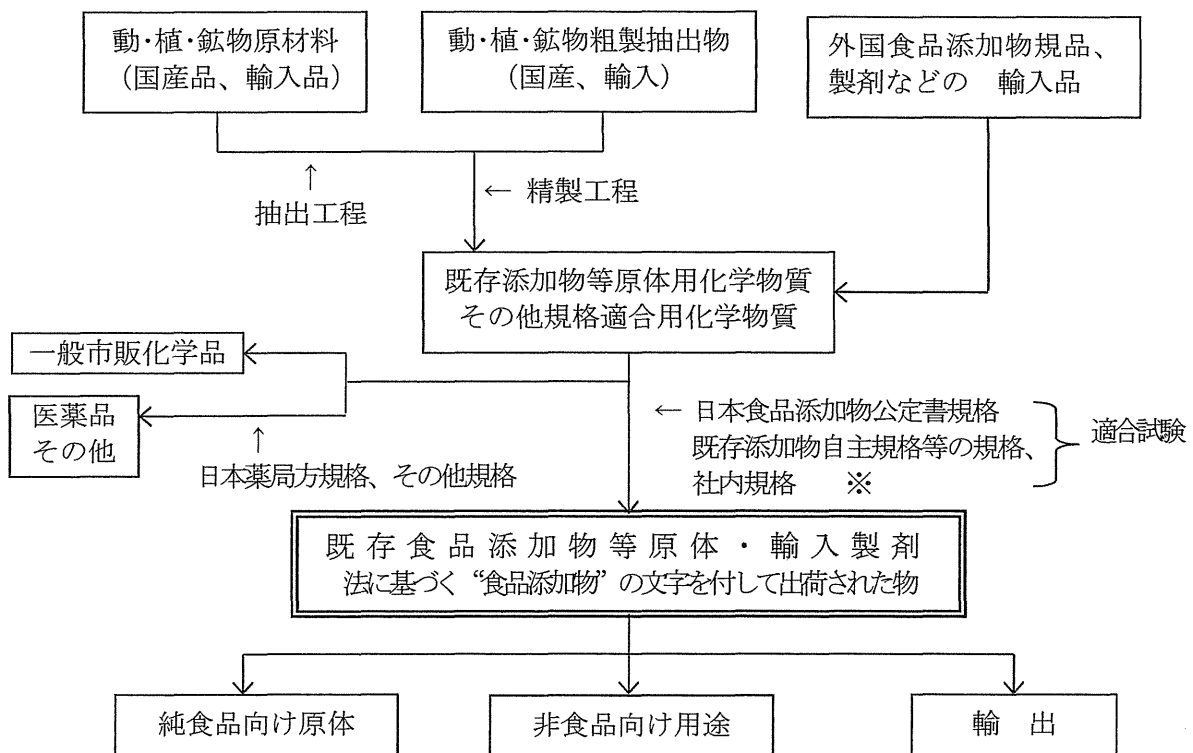 動・植・鉱物原材料
（国産品、輸入品）
動・植・鉱物粗製抽出物
（国産、輸入）
外国食品添加物規品、
製剤などの　輸入品
↑
抽出工程
← 精製工程
既存添加物等原体用化学物質
その他規格適合用化学物質
一般市販化学品
医薬品
その他
↑
日本薬局方規格、その他規格
← 日本食品添加物公定書規格
既存添加物自主規格等の規格、
社内規格　※
適合試験
既存食品添加物等原体・輸入製剤
法に基づく“食品添加物”の文字を付して出荷された物
純食品向け原体
非食品向け用途
輸　出